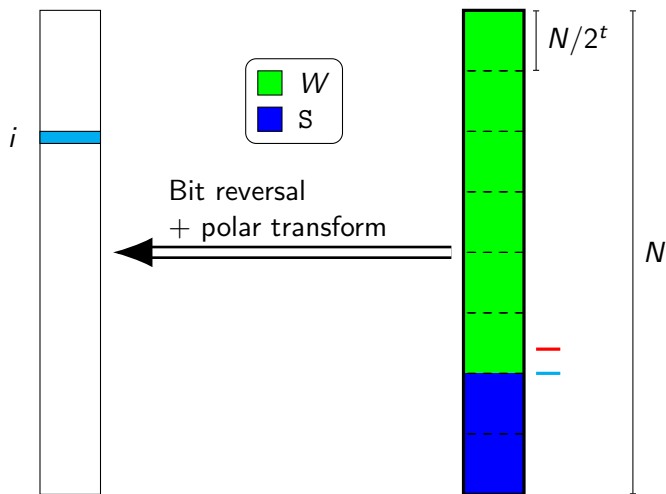 N/2^t
W
S
i
Bit reversal
+ polar transform
N